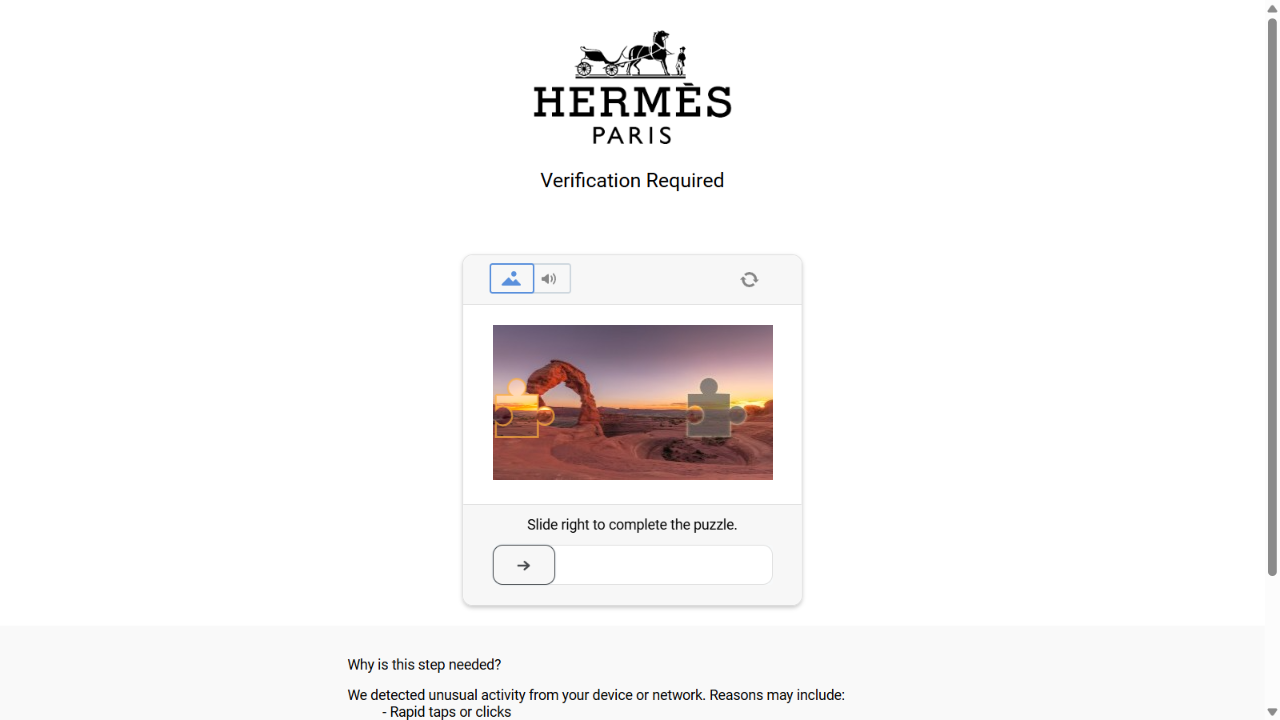 HERMÈS
PARIS
Verification Required
Slide right to complete the puzzle.
Why is this step needed?
We detected unusual activity from your device or network. Reasons may include:
- Rapid taps or clicks